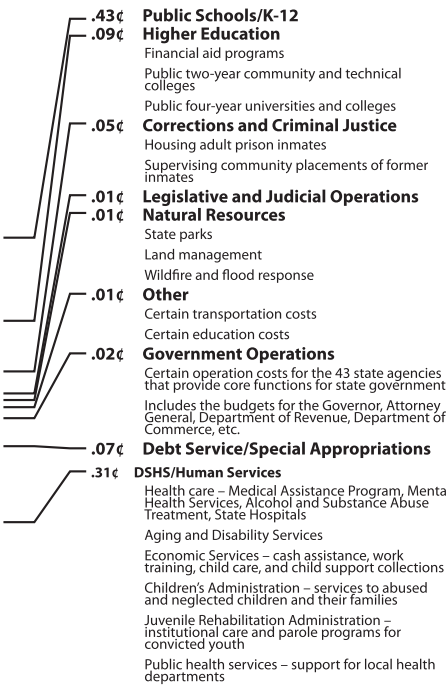 .43¢ Public Schools/K-12
.09¢ Higher Education
Financial aid programs
Public two-year community and technical
colleges
Public four-year universities and colleges
.05¢ Corrections and Criminal Justice
Housing adult prison inmates
Supervising community placements of former
inmates
.01¢ Legislative and Judicial Operations
.01¢ Natural Resources
State parks
Land management
Wildfire and flood response
.01¢ Other
Certain transportation costs
Certain education costs
.02¢ Government Operations
Certain operation costs for the 43 state agencies
that provide core functions for state government
Includes the budgets for the Governor, Attorney
General, Department of Revenue, Department of
Commerce, etc.
.07¢ Debt Service/Special Appropriations
.31¢ DSHS/Human Services
Health care – Medical Assistance Program, Menta
Health Services, Alcohol and Substance Abuse
Treatment, State Hospitals
Aging and Disability Services
Economic Services – cash assistance, work
training, child care, and child support collections
Children's Administration – services to abused
and neglected children and their families
Juvenile Rehabilitation Administration –
institutional care and parole programs for
convicted youth
Public health services – support for local health
departments